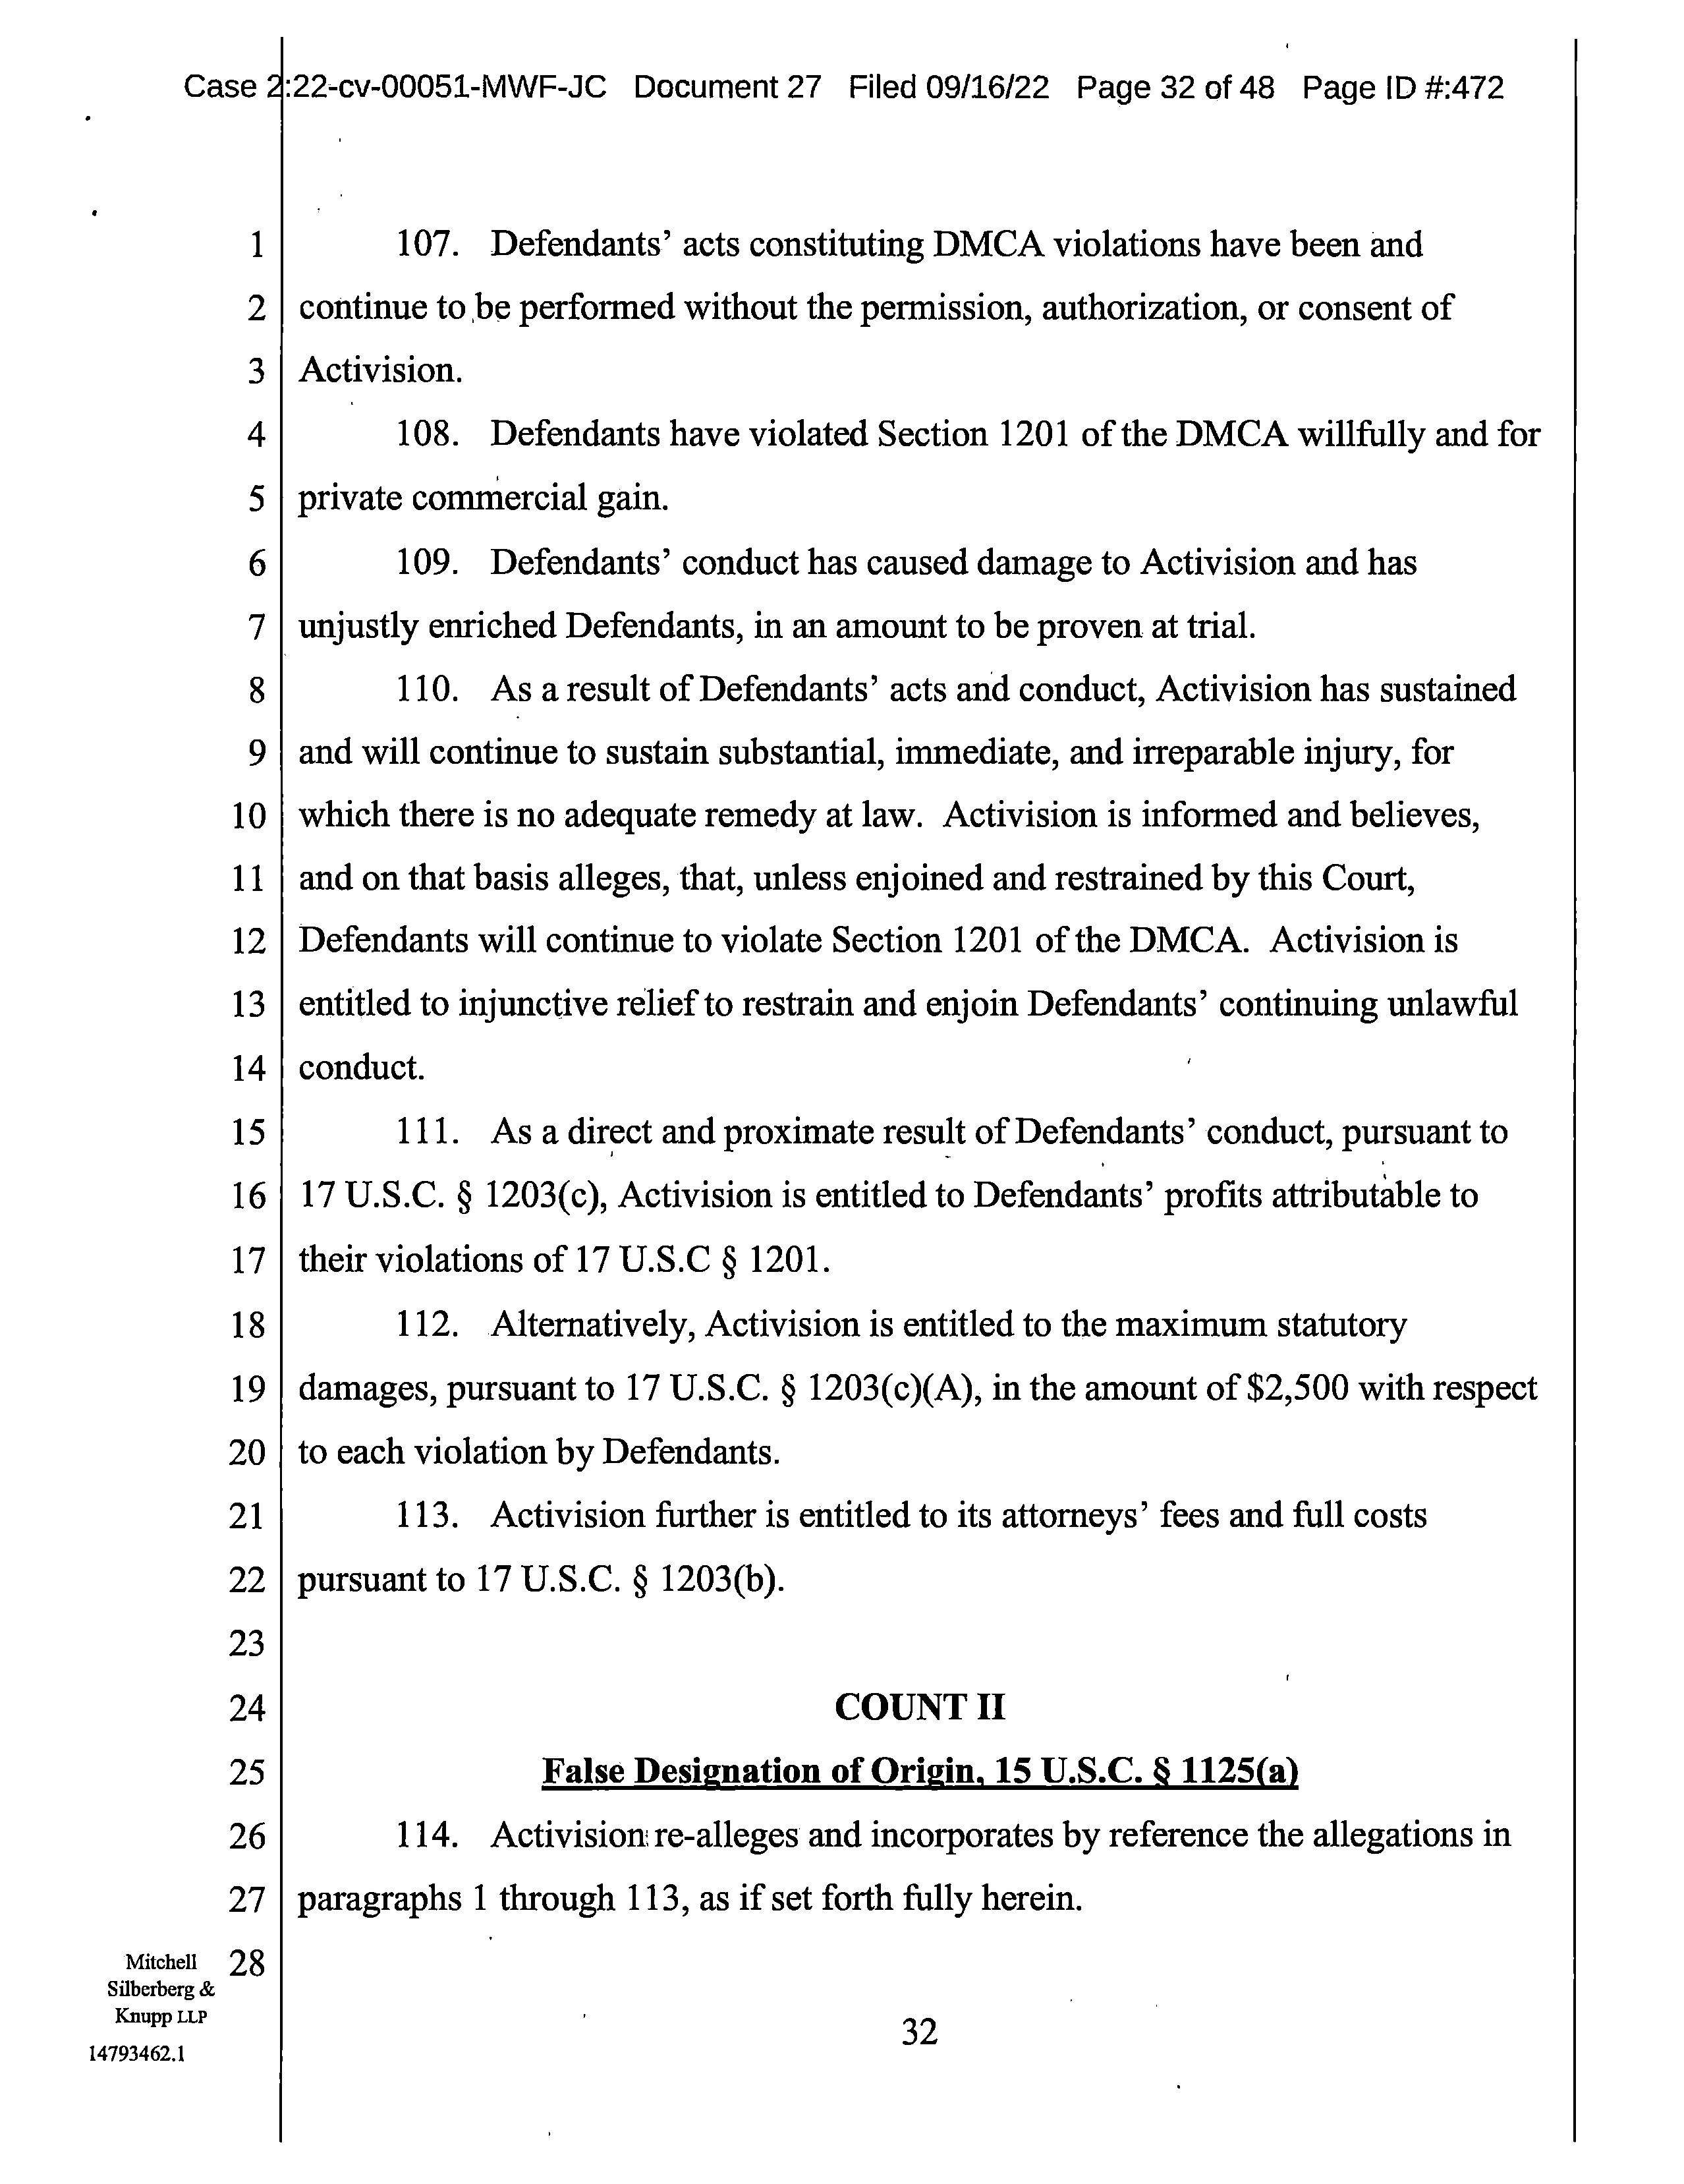 Case 2:22-cv-00051-MWF-JC Document 27 Filed 09/16/22 Page 32 of 48 Page ID #:472
1 107. Defendants’ acts constituting DMCA violations have been and
2 continue to be performed without the permission, authorization, or consent of
3 Activision.
4 108. Defendants have violated Section 1201 of the DMCA willfully and for
5 private commercial gain.
6 109. Defendants’ conduct has caused damage to Activision and has
7 unjustly enriched Defendants, in an amount to be proven at trial.
8 110. As a result of Defendants’ acts and conduct, Activision has sustained
9 and will continue to sustain substantial, immediate, and irreparable injury, for
10 which there is no adequate remedy at law. Activision is informed and believes,
11 and on that basis alleges, that, unless enjoined and restrained by this Court,
12 Defendants will continue to violate Section 1201 of the DMCA. Activision is
13 entitled to injunctive relief to restrain and enjoin Defendants’ continuing unlawful
14 conduct.
15 111. As a direct and proximate result of Defendants’ conduct, pursuant to
16 17 U.S.C. § 1203(c), Activision is entitled to Defendants’ profits attributable to
17 their violations of 17 U.S.C § 1201.
18 112. Alternatively, Activision is entitled to the maximum statutory
19 damages, pursuant to 17 U.S.C. § 1203(c)(A), in the amount of $2,500 with respect
20 to each violation by Defendants.
21 113. Activision further is entitled to its attorneys’ fees and full costs
22 pursuant to 17 U.S.C. § 1203(b).
23
24 COUNT II
25 False Designation of Origin, 15 U.S.C. § 1125(a)
26 114. Activision re-alleges and incorporates by reference the allegations in
27 paragraphs 1 through 113, as if set forth fully herein.
28
Mitchell
Silberberg &
Knupp LLP
14793462.1
32